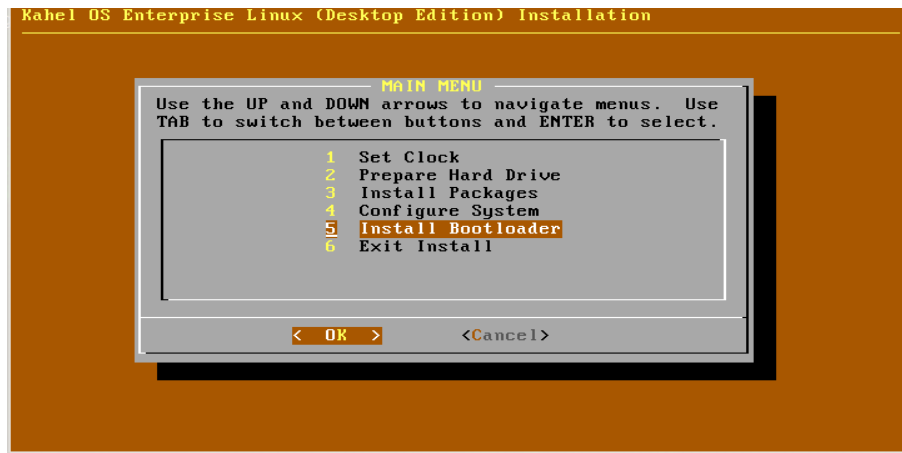 Kahel OS Enterprise Linux (Desktop Edition) Installation
MAIN MENU
Use the UP and DOWN arrows to navigate menus.  Use
TAB to switch between buttons and ENTER to select.
1  Set Clock
2  Prepare Hard Drive
3  Install Packages
4  Configure System
5  Install Bootloader
6  Exit Install
<  OK  >        <Cancel>